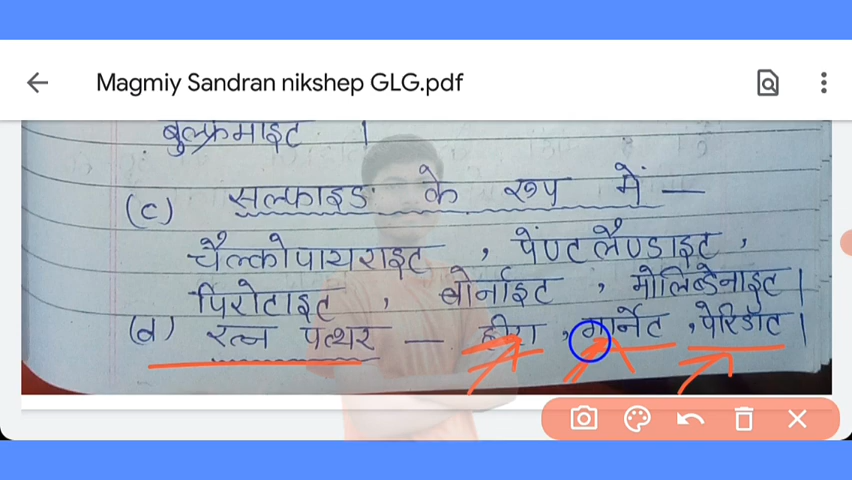 Magmiy Sandran nikshep GLG.pdf
बुल्फ्रमाइट ।
(c) सल्फाइड के रूप में —
चैल्कोपायराइट , पेंण्टलैण्डाइट ,
पिरोटाइट , बोर्नाइट , मोलिब्डेनाइट ।
(d) रत्न पत्थर — हीरा , गार्नेट , पेरिडॉट ।